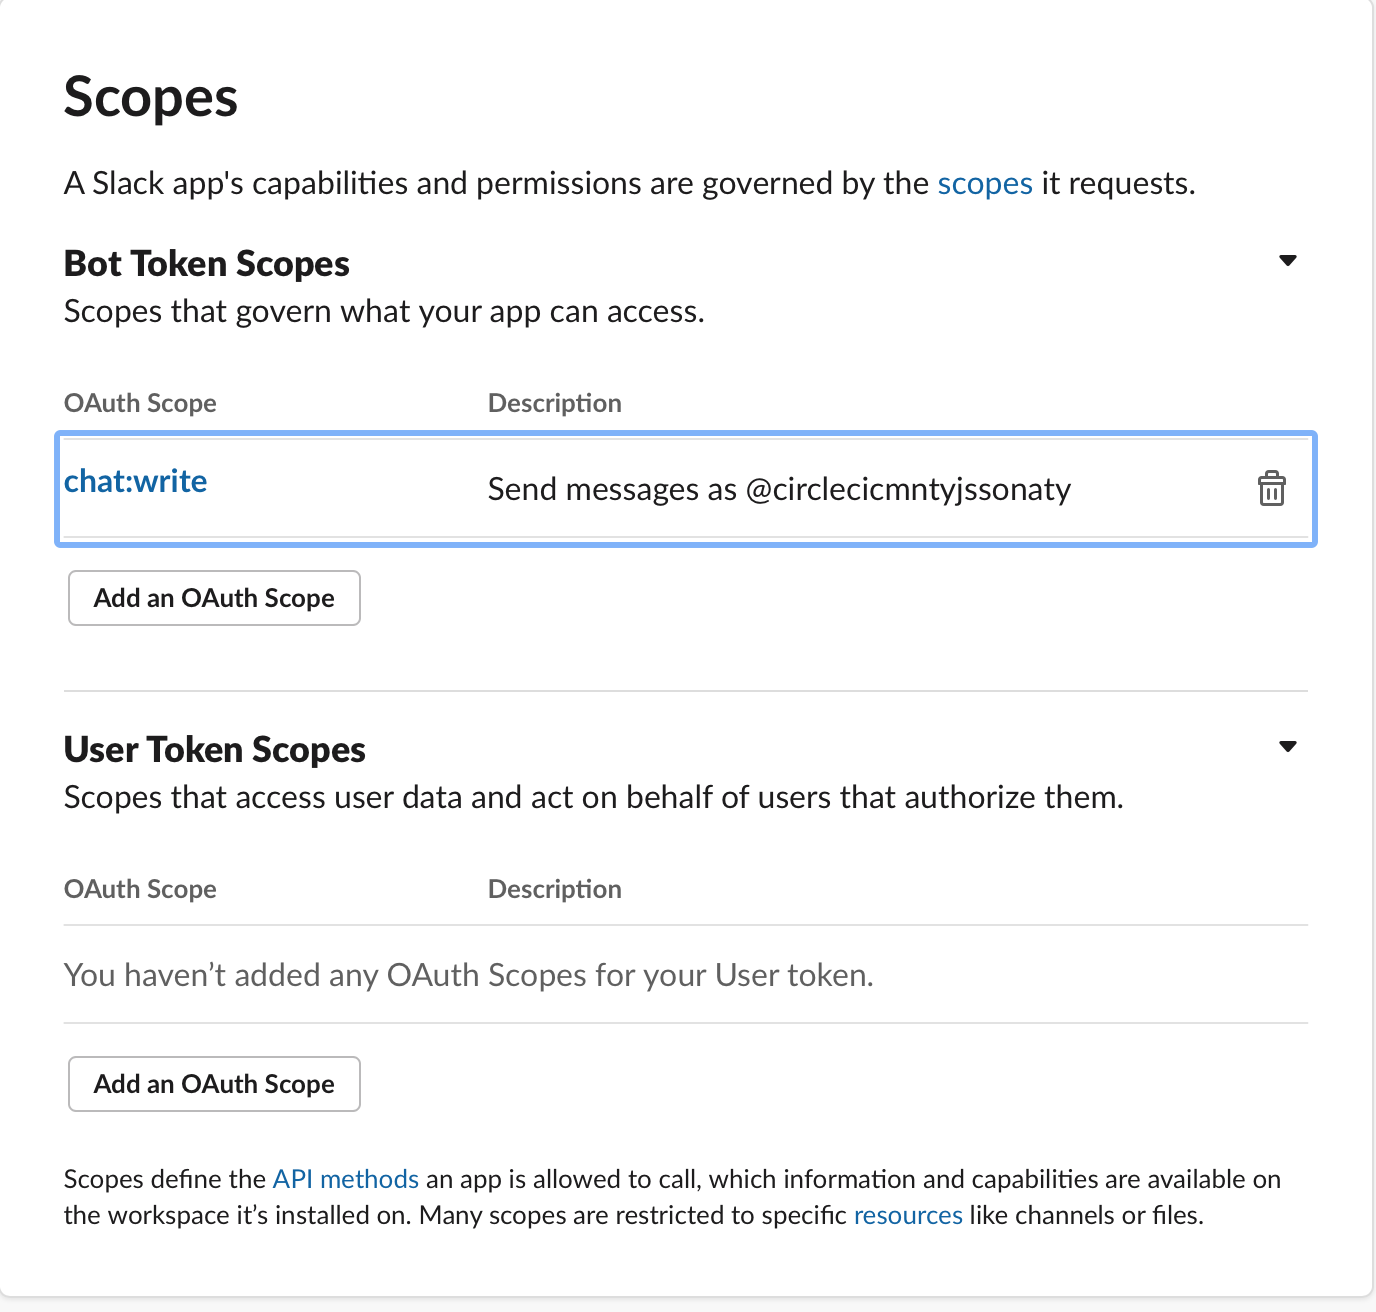 Scopes
A Slack app's capabilities and permissions are governed by the scopes it requests.
Bot Token Scopes
Scopes that govern what your app can access.
OAuth Scope Description
chat:write Send messages as @circlecicmntyjssonaty
Add an OAuth Scope
User Token Scopes
Scopes that access user data and act on behalf of users that authorize them.
OAuth Scope Description
You haven’t added any OAuth Scopes for your User token.
Add an OAuth Scope
Scopes define the API methods an app is allowed to call, which information and capabilities are available on
the workspace it’s installed on. Many scopes are restricted to specific resources like channels or files.